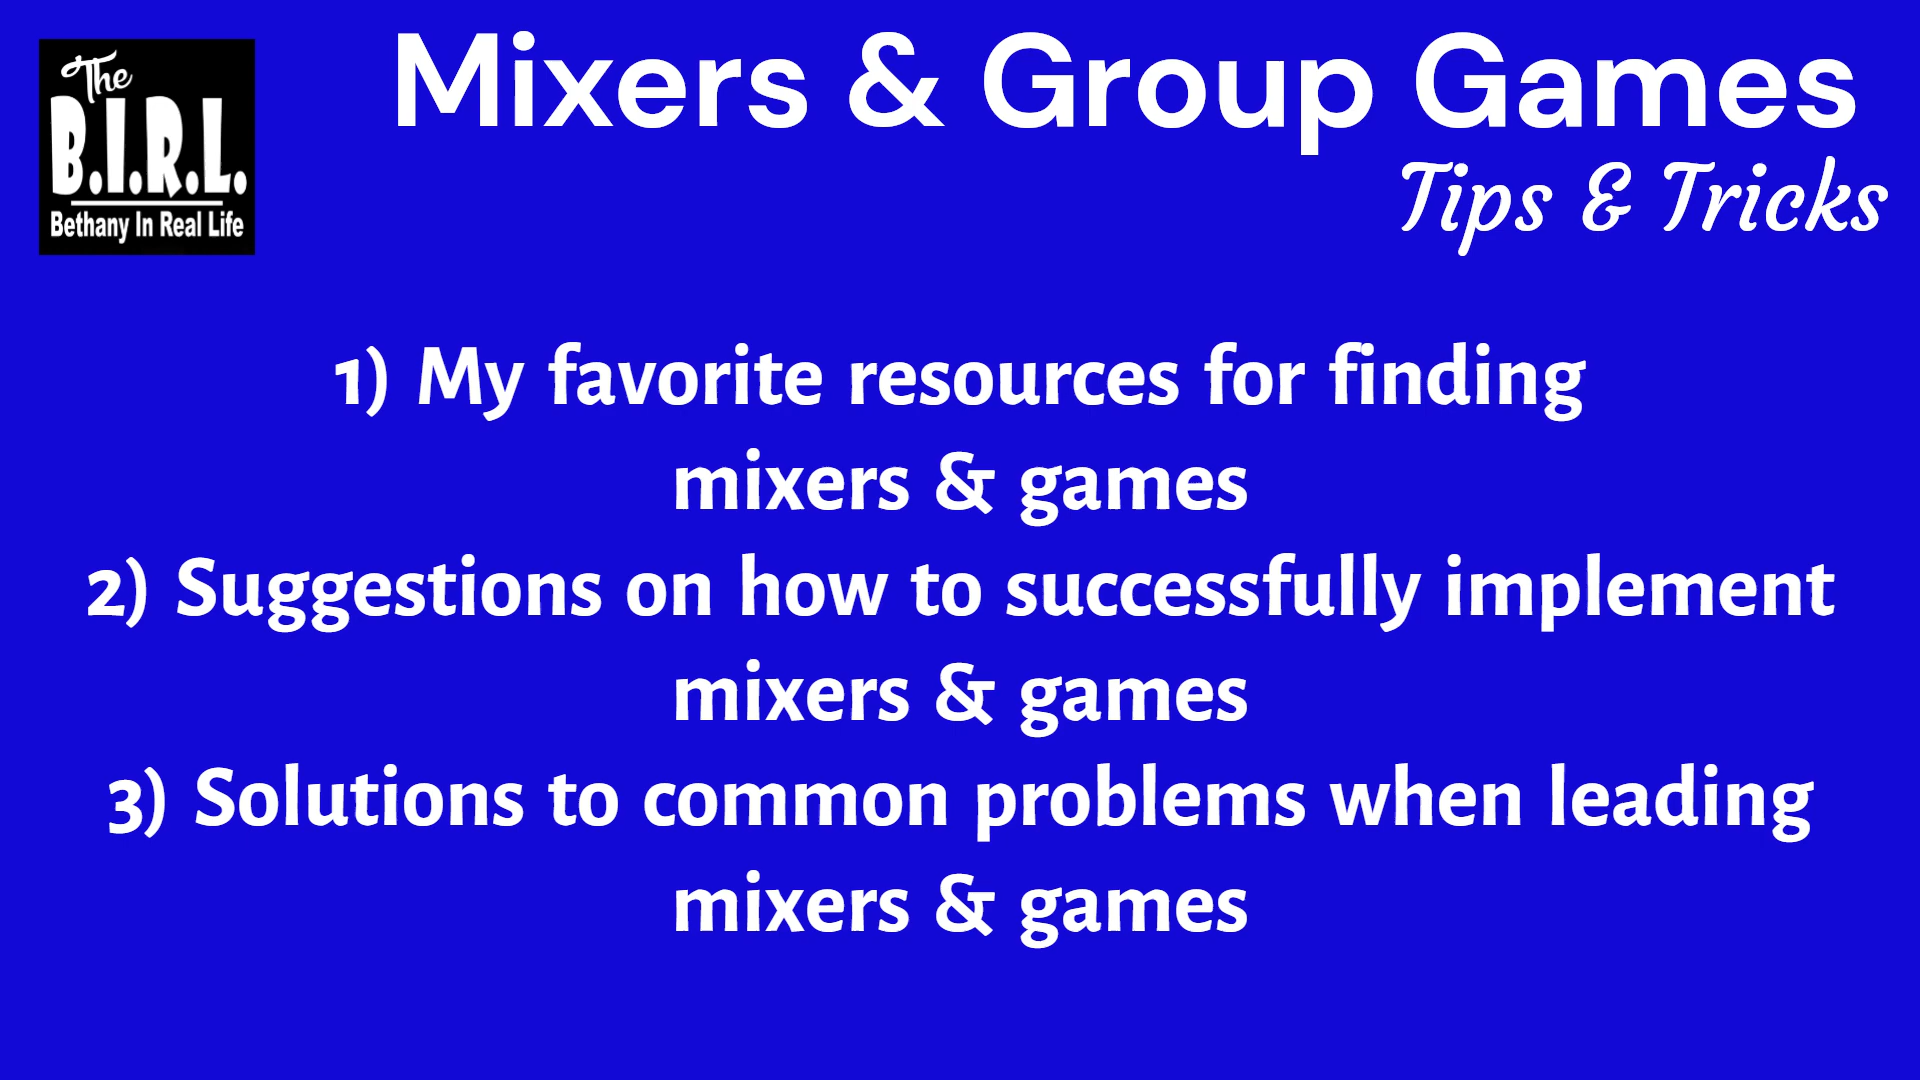 The
B.I.R.L.
Bethany In Real Life
Mixers & Group Games
Tips & Tricks
1) My favorite resources for finding
mixers & games
2) Suggestions on how to successfully implement
mixers & games
3) Solutions to common problems when leading
mixers & games